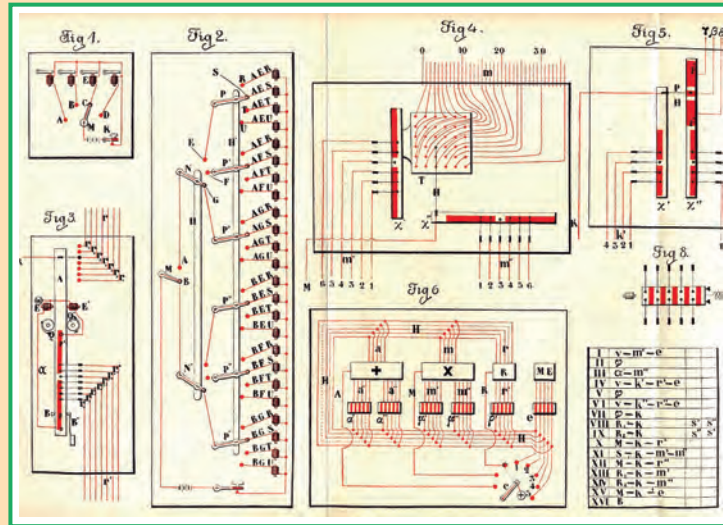 Fig 1.
E
A
B
C
M
D
K
Fig 2.
S
R
P
T
U
E
H'
P'
F
N
G
H
A
M
B
P'
P"
N'
P"
P"
AER
AES
AET
AEU
AFR
AFS
AFT
AFU
AGR
AGS
AGT
AGU
BER
BES
BET
BEU
BFR
BFS
BFT
BFU
BGR
BGS
BGT
BGU
Fig 3.
r
A
E
E'
α
B
B'
r'
Fig 4.
0 10 20 30
m
T
H
χ
χ'
m'
M 6 5 4 3 2 1
m"
1 2 3 4 5 6
Fig 5.
P
H
K
χ' χ"
k'
4 3 2 1
Fig 6
H
a m r
+ × R ME
H A a' a" M m' m" R r' e
H
e
Fig 8.
I v–m'–e
II p
III α–m"
IV v–k'–r'–e
V p
VI v–k"–r"–e
VII p–K
VIII R₁–K s' s'
IX R₂–K s" s'
X M–K–r'
XI S–K–m'–m'
XII M–K–r"
XIII R₁–K–m'
XIV R₂–K–m"
XV M–K–e
XVI B